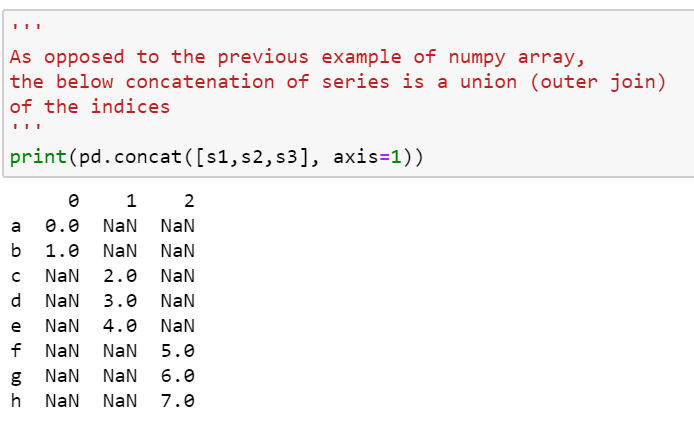 '''
As opposed to the previous example of numpy array,
the below concatenation of series is a union (outer join)
of the indices
'''
print(pd.concat([s1,s2,s3], axis=1))
0 1 2
a 0.0 NaN NaN
b 1.0 NaN NaN
c NaN 2.0 NaN
d NaN 3.0 NaN
e NaN 4.0 NaN
f NaN NaN 5.0
g NaN NaN 6.0
h NaN NaN 7.0